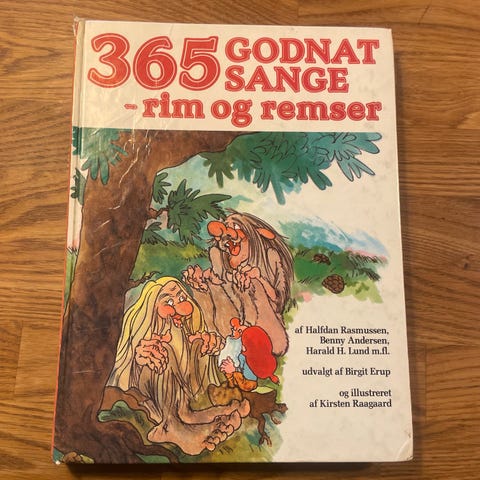 365 GODNAT
SANGE
- rim og remser
af Halfdan Rasmussen,
Benny Andersen,
Harald H. Lund m.fl.
udvalgt af Birgit Erup
og illustreret
af Kirsten Raagaard